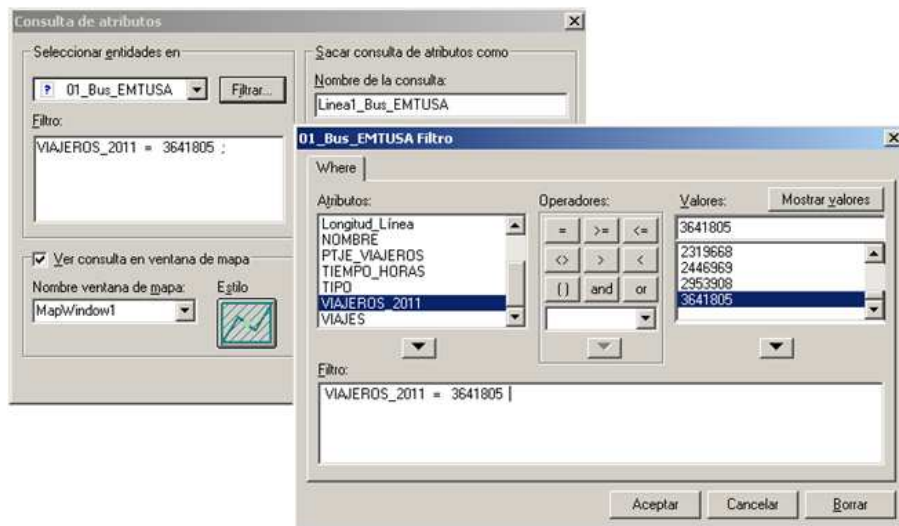 Consulta de atributos
Seleccionar entidades en
01_Bus_EMTUSA
Filtrar...
Filtro:
VIAJEROS_2011 = 3641805 ;
Ver consulta en ventana de mapa
Nombre ventana de mapa:
Estilo
MapWindow1
Sacar consulta de atributos como
Nombre de la consulta:
Linea1_Bus_EMTUSA
01_Bus_EMTUSA Filtro
Where
Atributos:
Longitud_Línea
NOMBRE
PTJE_VIAJEROS
TIEMPO_HORAS
TIPO
VIAJEROS_2011
VIAJES
Operadores:
= >= <=
<> > <
() and or
Valores:
Mostrar valores
3641805
2319668
2446969
2953908
3641805
Filtro:
VIAJEROS_2011 = 3641805
Aceptar
Cancelar
Borrar